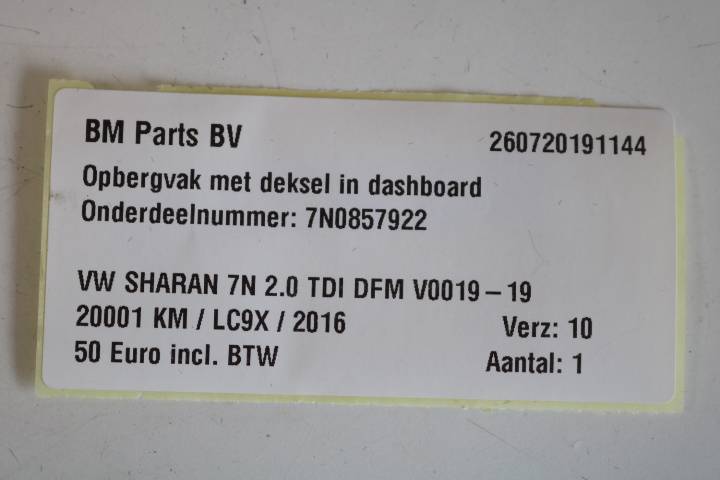 BM Parts BV 260720191144
Opbergvak met deksel in dashboard
Onderdeelnummer: 7N0857922
VW SHARAN 7N 2.0 TDI DFM V0019-19
20001 KM / LC9X / 2016 Verz: 10
50 Euro incl. BTW Aantal: 1